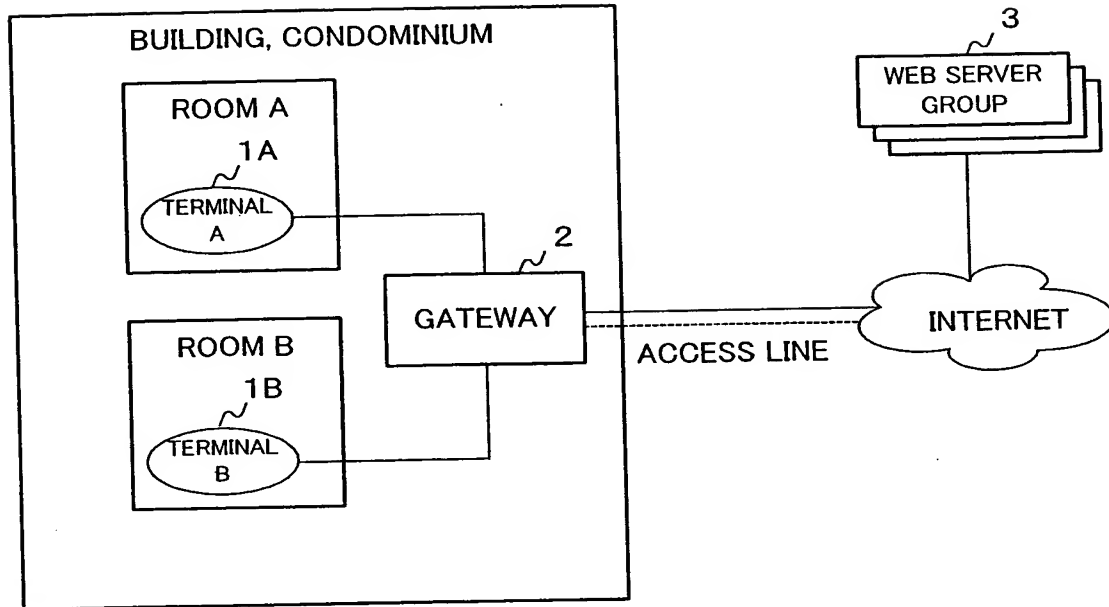 BUILDING, CONDOMINIUM
3
WEB SERVER
GROUP
ROOM A
1A
TERMINAL
A
2
GATEWAY
INTERNET
ACCESS LINE
ROOM B
1B
TERMINAL
B